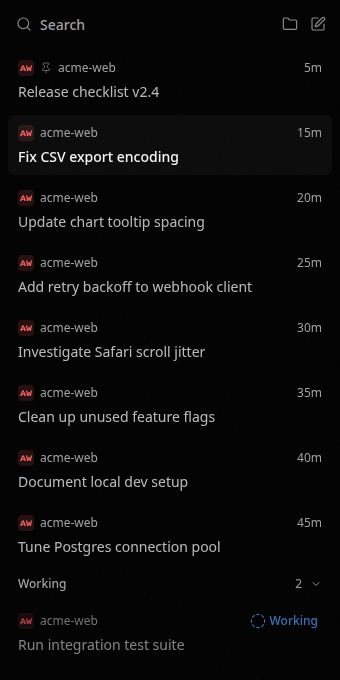 Search
AW acme-web 5m
Release checklist v2.4
AW acme-web 15m
Fix CSV export encoding
AW acme-web 20m
Update chart tooltip spacing
AW acme-web 25m
Add retry backoff to webhook client
AW acme-web 30m
Investigate Safari scroll jitter
AW acme-web 35m
Clean up unused feature flags
AW acme-web 40m
Document local dev setup
AW acme-web 45m
Tune Postgres connection pool
Working 2
AW acme-web Working
Run integration test suite